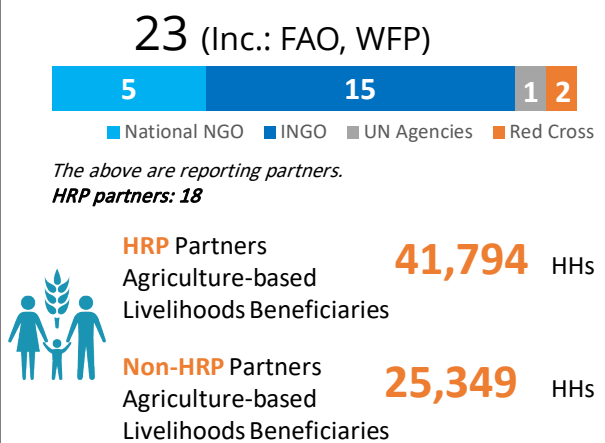 23 (Inc.: FAO, WFP)
5 15 1 2
National NGO INGO UN Agencies Red Cross
The above are reporting partners.
HRP partners: 18
HRP Partners
Agriculture-based
Livelihoods Beneficiaries
41,794 HHs
Non-HRP Partners
Agriculture-based
Livelihoods Beneficiaries
25,349 HHs